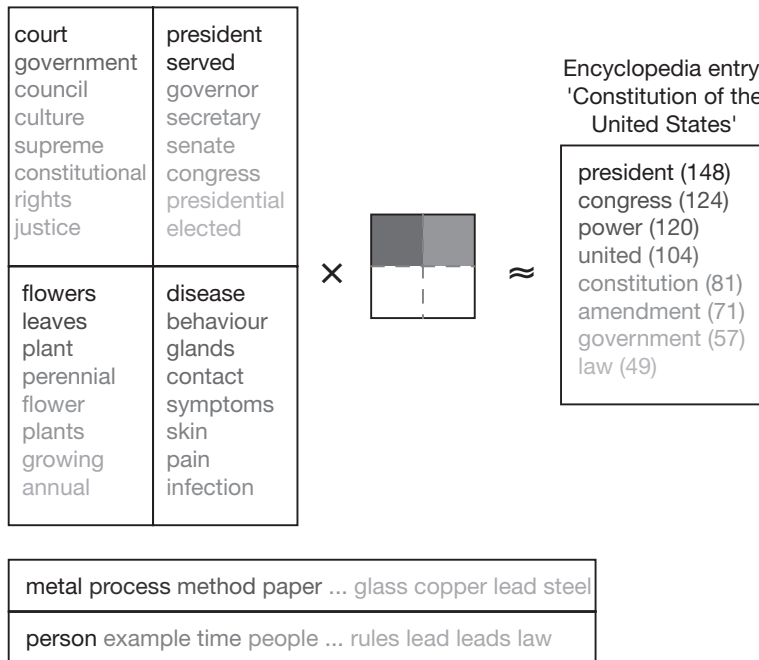 court
government
council
culture
supreme
constitutional
rights
justice
president
served
governor
secretary
senate
congress
presidential
elected
flowers
leaves
plant
perennial
flower
plants
growing
annual
disease
behaviour
glands
contact
symptoms
skin
pain
infection
×
≈
Encyclopedia entry
'Constitution of the
United States'
president (148)
congress (124)
power (120)
united (104)
constitution (81)
amendment (71)
government (57)
law (49)
metal process method paper ... glass copper lead steel
person example time people ... rules lead leads law